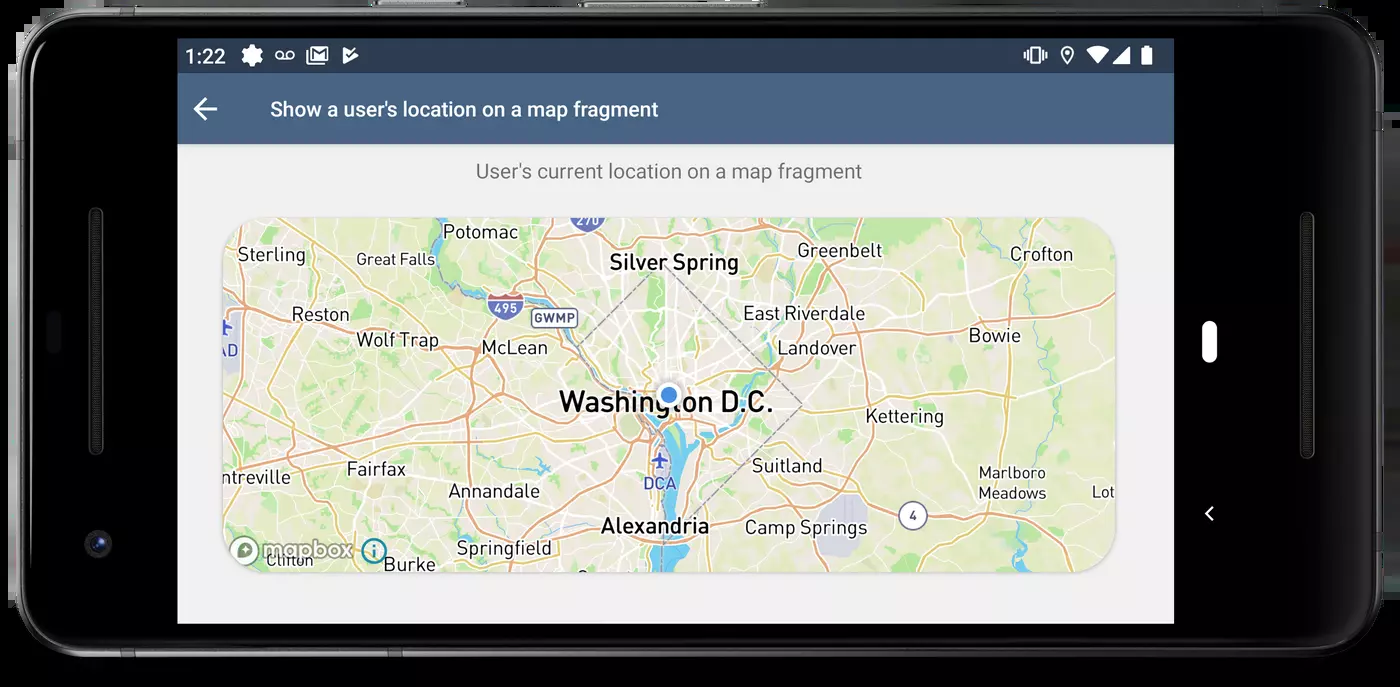 1:22
Show a user's location on a map fragment
User's current location on a map fragment
270
Potomac
Sterling
Great Falls
Silver Spring
Greenbelt
Crofton
495
GWMP
Reston
East Riverdale
Wolf Trap
McLean
Landover
Bowie
AD
Washington D.C.
Kettering
ntreville
Fairfax
Annandale
DCA
Suitland
Marlboro
Meadows
Lot
Alexandria
Camp Springs
4
mapbox
Clifton
Burke
Springfield